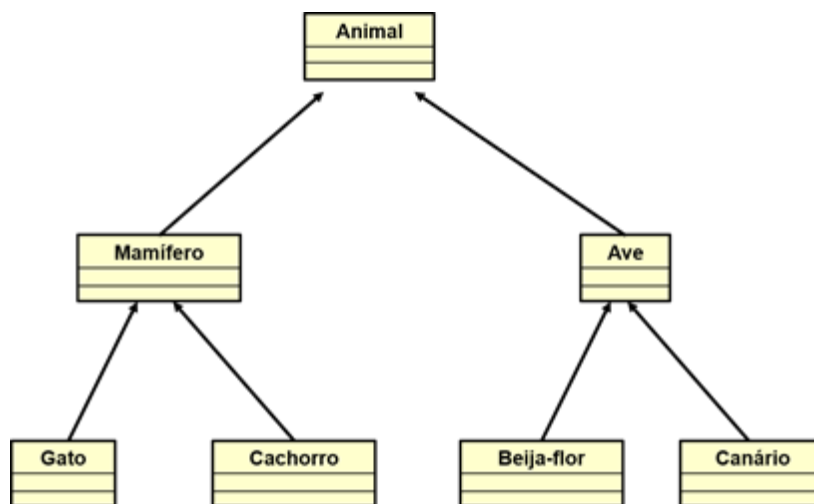 Animal
Mamífero
Ave
Gato
Cachorro
Beija-flor
Canário